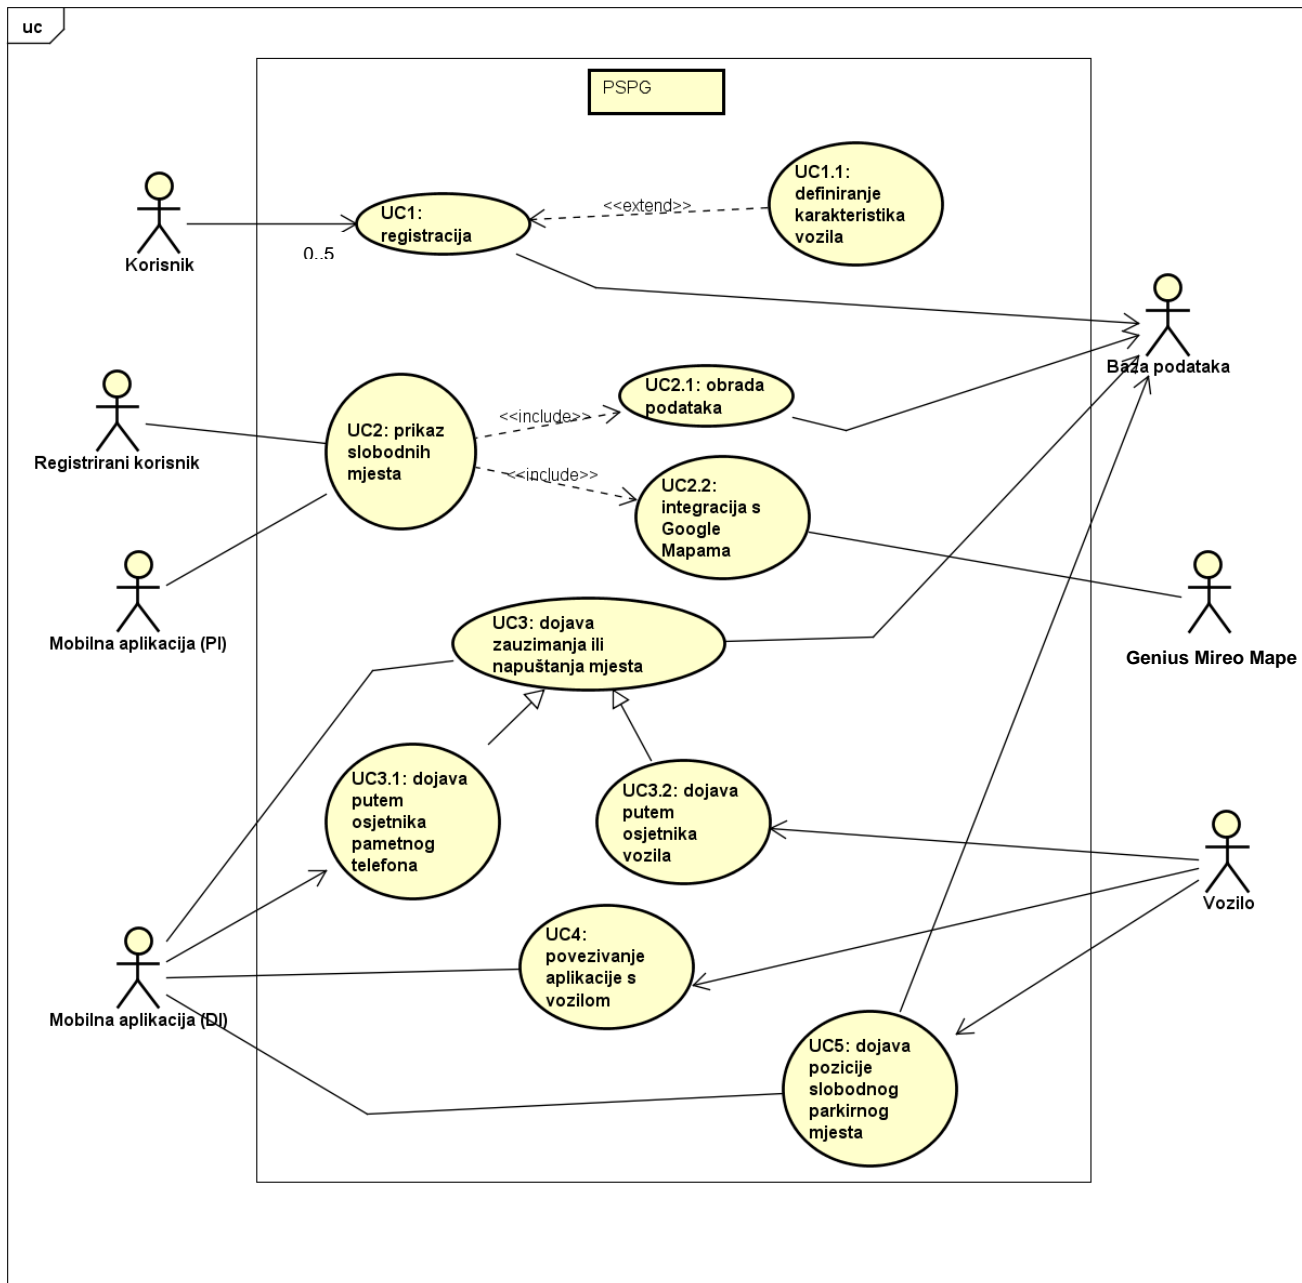 uc
PSPG
UC1:
registracija
<<extend>>
UC1.1:
definiranje
karakteristika
vozila
Korisnik
0..5
Baza podataka
Registrirani korisnik
UC2: prikaz
slobodnih
mjesta
<<include>>
UC2.1: obrada
podataka
<<include>>
UC2.2:
integracija s
Google
Mapama
Mobilna aplikacija (PI)
Genius Mireo Mape
UC3: dojava
zauzimanja ili
napuštanja mjesta
UC3.1: dojava
putem
osjetnika
pametnog
telefona
UC3.2: dojava
putem
osjetnika
vozila
Vozilo
Mobilna aplikacija (DI)
UC4:
povezivanje
aplikacije s
vozilom
UC5: dojava
pozicije
slobodnog
parkirnog
mjesta